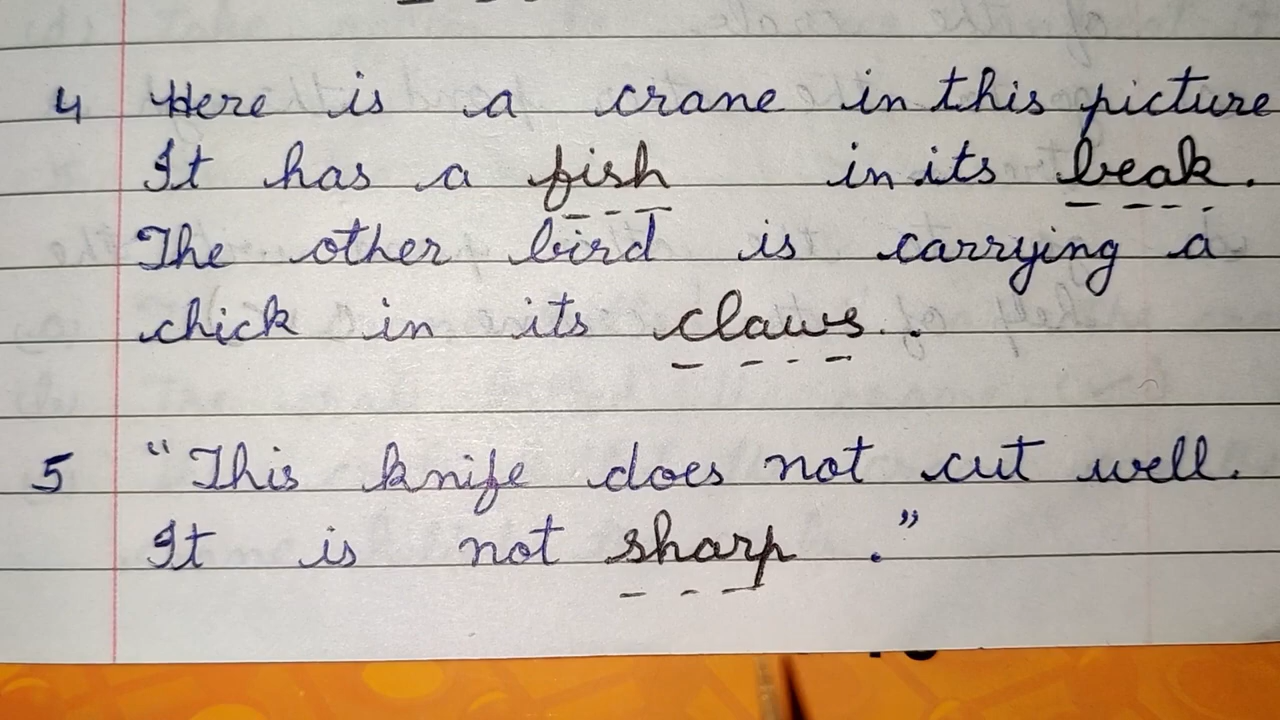 4 Here is a crane in this picture
It has a fish in its beak.
The other bird is carrying a
chick in its claws.
5 "This knife does not cut well.
It is not sharp."